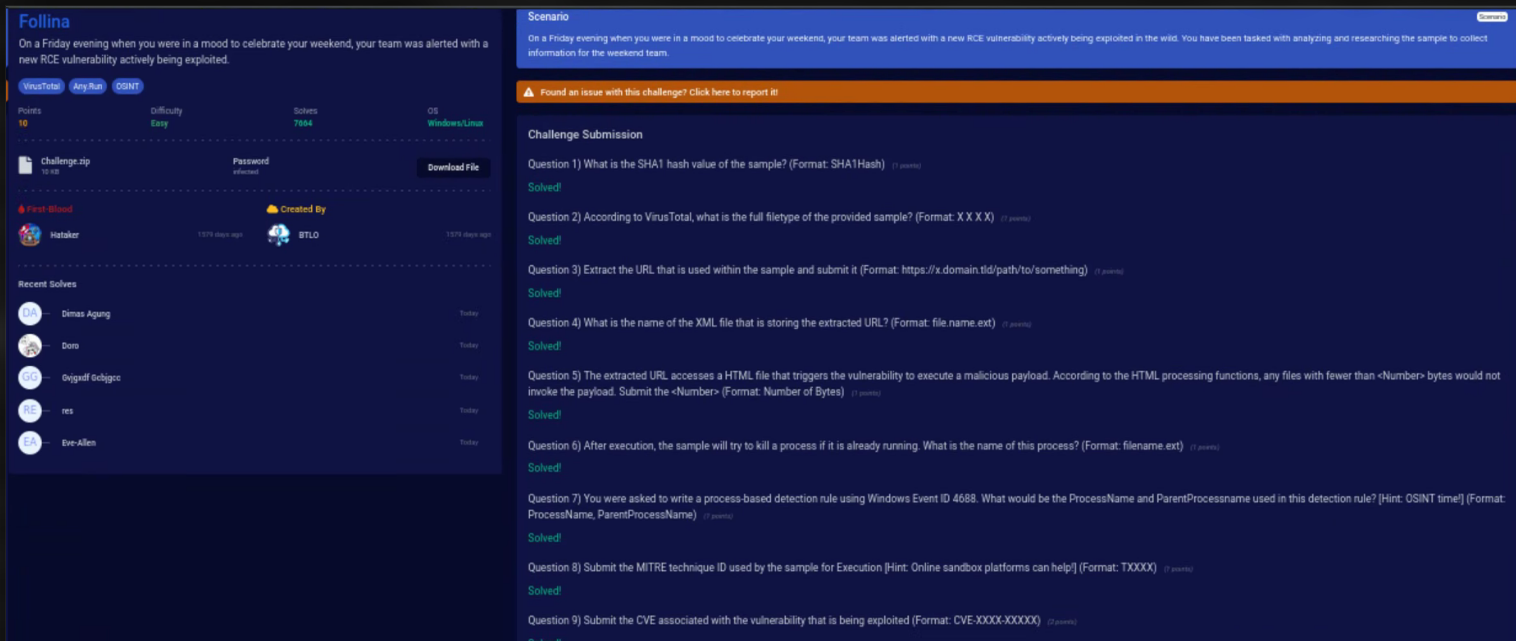 Follina
On a Friday evening when you were in a mood to celebrate your weekend, your team was alerted with a
new RCE vulnerability actively being exploited.
VirusTotal Any.Run OSINT
Points Difficulty Solves OS
10 Easy 7664 Windows/Linux
Challenge.zip Password
10 KB infected
Download File
First-Blood Created By
Hataker 1579 days ago BTLO 1579 days ago
Recent Solves
DA Dimas Agung Today
Doro Today
GG Gvjgxdf Gcbjgcc Today
RE res Today
EA Eve-Allen Today
Scenario Scenario
On a Friday evening when you were in a mood to celebrate your weekend, your team was alerted with a new RCE vulnerability actively being exploited in the wild. You have been tasked with analyzing and researching the sample to collect
information for the weekend team.
Found an issue with this challenge? Click here to report it!
Challenge Submission
Question 1) What is the SHA1 hash value of the sample? (Format: SHA1Hash) (1 points)
Solved!
Question 2) According to VirusTotal, what is the full filetype of the provided sample? (Format: X X X X) (1 points)
Solved!
Question 3) Extract the URL that is used within the sample and submit it (Format: https://x.domain.tld/path/to/something) (1 points)
Solved!
Question 4) What is the name of the XML file that is storing the extracted URL? (Format: file.name.ext) (1 points)
Solved!
Question 5) The extracted URL accesses a HTML file that triggers the vulnerability to execute a malicious payload. According to the HTML processing functions, any files with fewer than <Number> bytes would not
invoke the payload. Submit the <Number> (Format: Number of Bytes) (1 points)
Solved!
Question 6) After execution, the sample will try to kill a process if it is already running. What is the name of this process? (Format: filename.ext) (1 points)
Solved!
Question 7) You were asked to write a process-based detection rule using Windows Event ID 4688. What would be the ProcessName and ParentProcessname used in this detection rule? [Hint: OSINT time!] (Format:
ProcessName, ParentProcessName) (1 points)
Solved!
Question 8) Submit the MITRE technique ID used by the sample for Execution [Hint: Online sandbox platforms can help!] (Format: TXXXX) (1 points)
Solved!
Question 9) Submit the CVE associated with the vulnerability that is being exploited (Format: CVE-XXXX-XXXXX) (2 points)